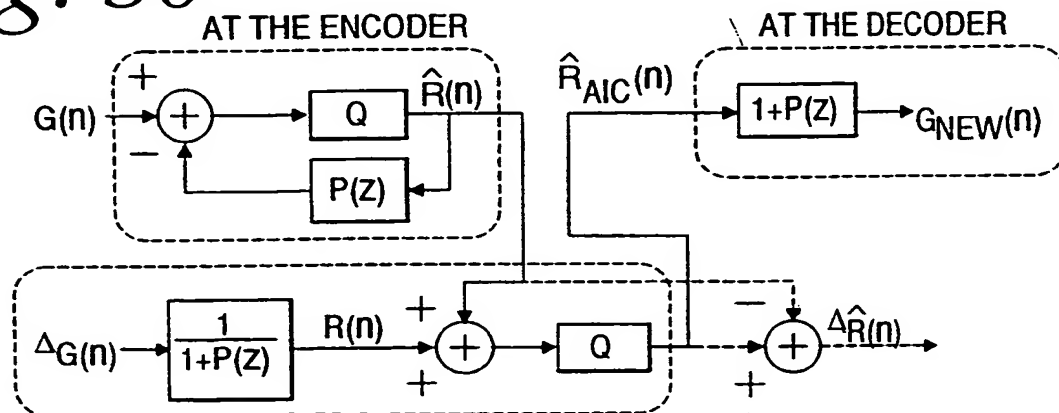 AT THE ENCODER
AT THE DECODER
+
G(n)
+
−
Q
R̂(n)
P(Z)
R̂AIC(n)
1+P(Z)
GNEW(n)
ΔG(n)
1
1+P(Z)
R(n)
+
+
+
Q
−
+
+
ΔR̂(n)